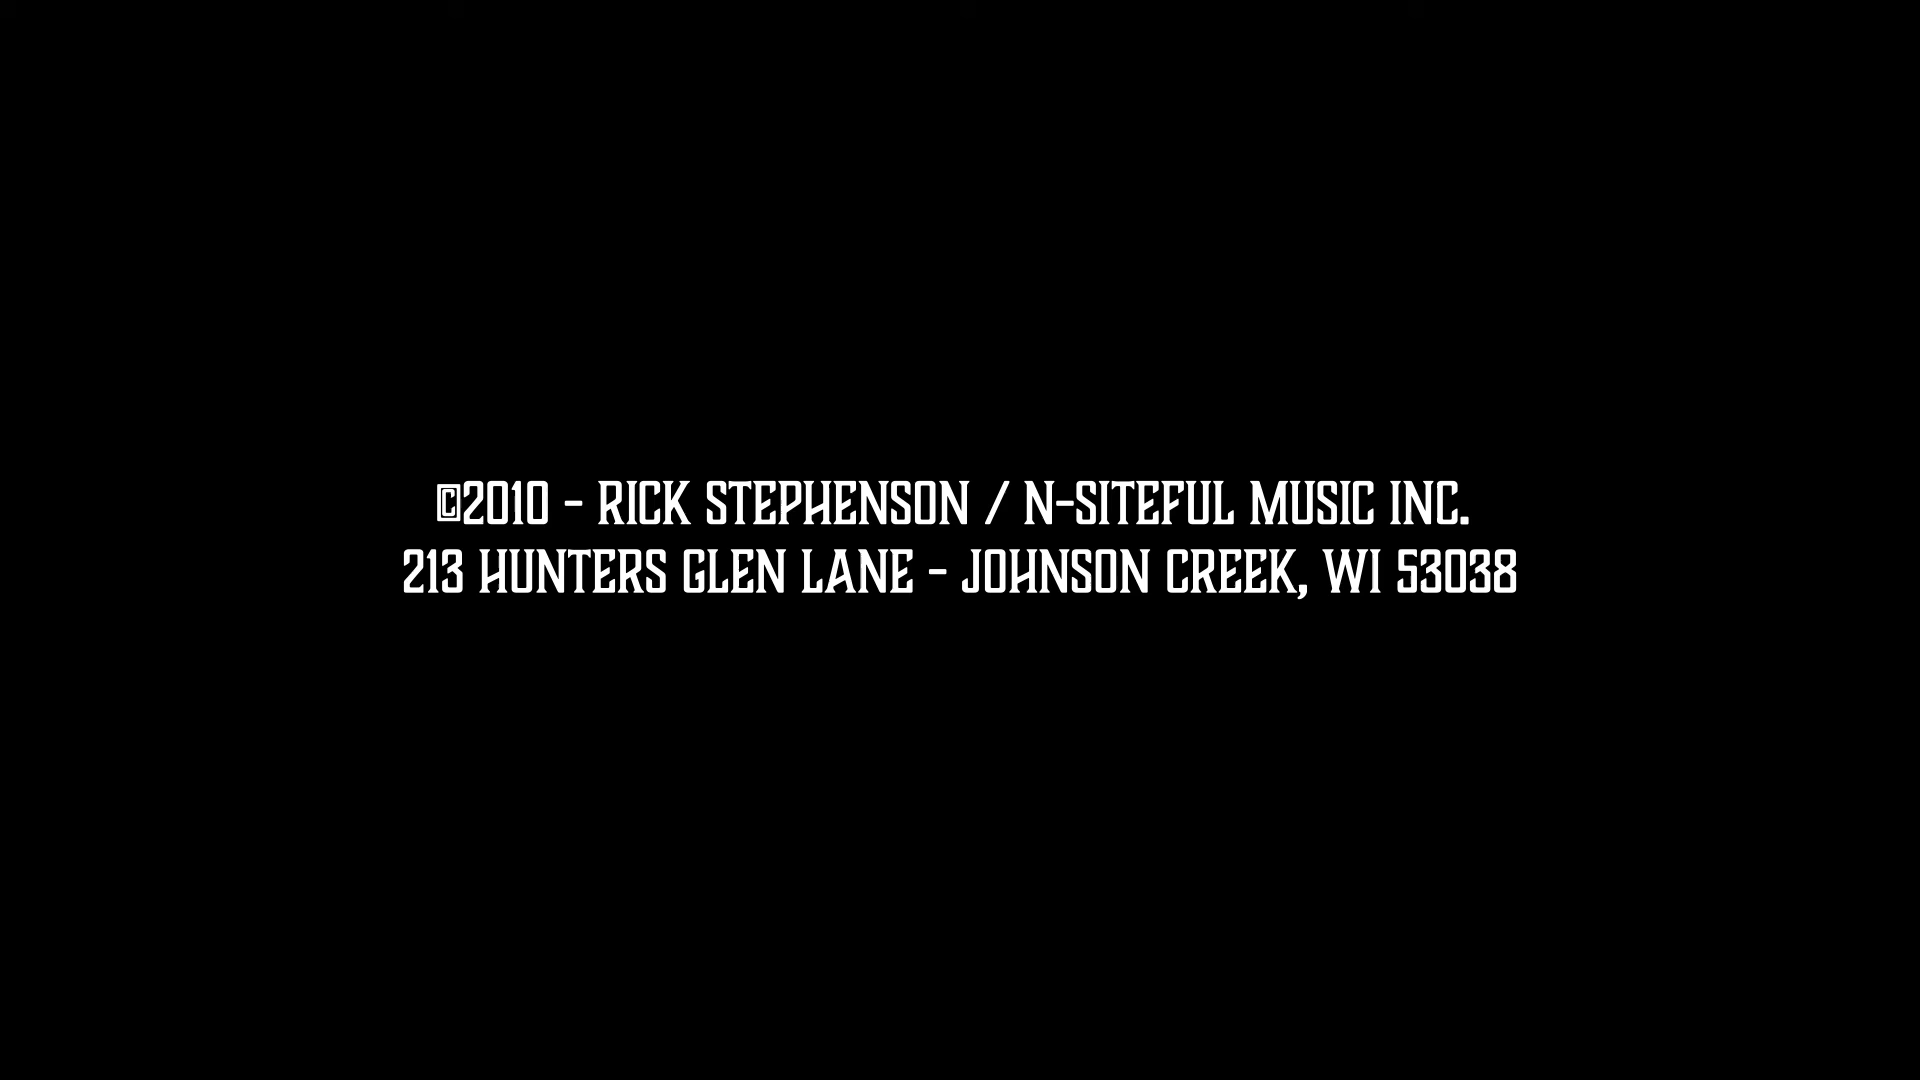 ©2010 - RICK STEPHENSON / N-SITEFUL MUSIC INC.
213 HUNTERS GLEN LANE - JOHNSON CREEK, WI 53038